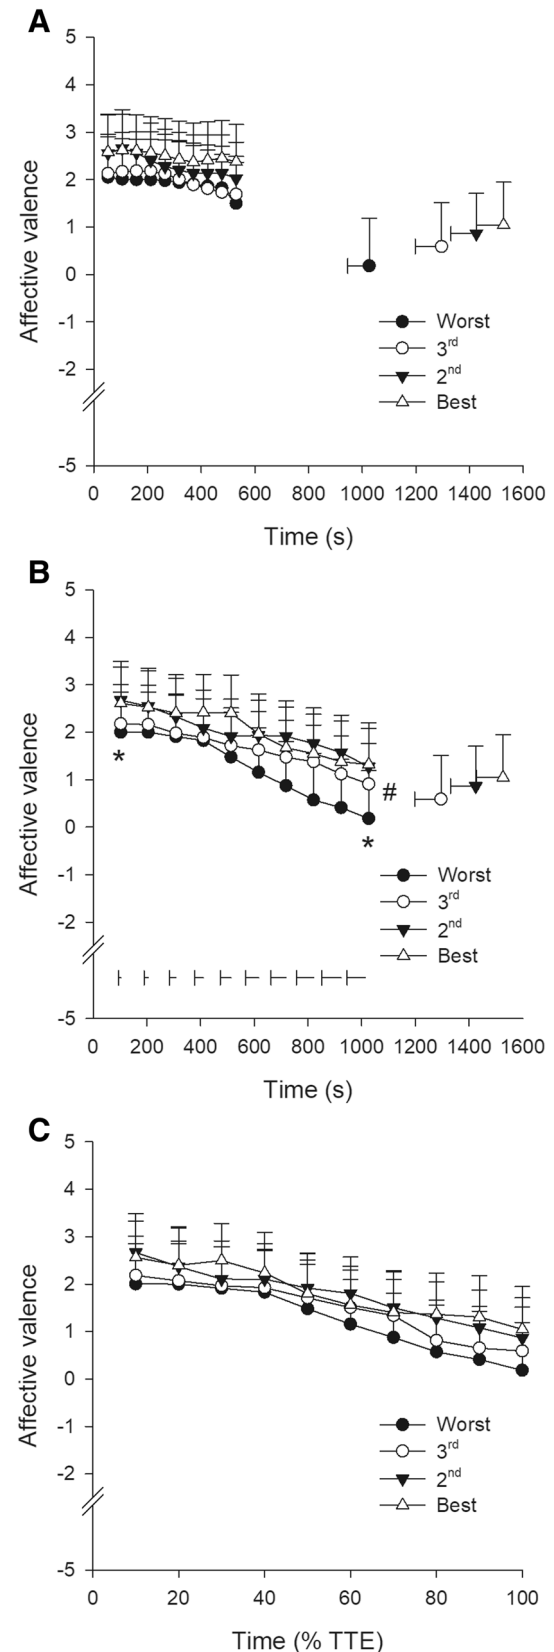 A
5
4
3
2
1
0
-1
-2
-5
Affective valence
Worst
3rd
2nd
Best
0 200 400 600 800 1000 1200 1400 1600
Time (s)
B
5
4
3
2
1
0
-1
-2
-5
Affective valence
*
#
*
Worst
3rd
2nd
Best
0 200 400 600 800 1000 1200 1400 1600
Time (s)
C
5
4
3
2
1
0
-1
-2
-5
Affective valence
Worst
3rd
2nd
Best
0 20 40 60 80 100
Time (% TTE)